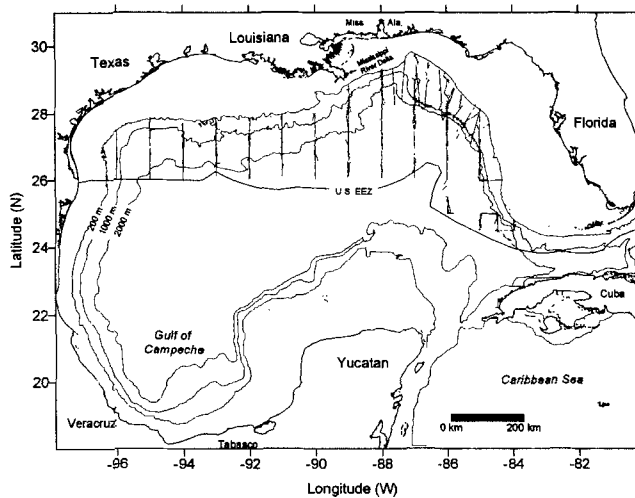 Miss. Ala.
Louisiana
Texas
Mississippi
River Delta
Florida
U S EEZ
200 m
1000 m
2000 m
Gulf of
Campeche
Yucatan
Cuba
Caribbean Sea
Veracruz
Tabasco
0 km 200 km
30
28
26
24
22
20
Latitude (N)
-96 -94 -92 -90 -88 -86 -84 -82
Longitude (W)